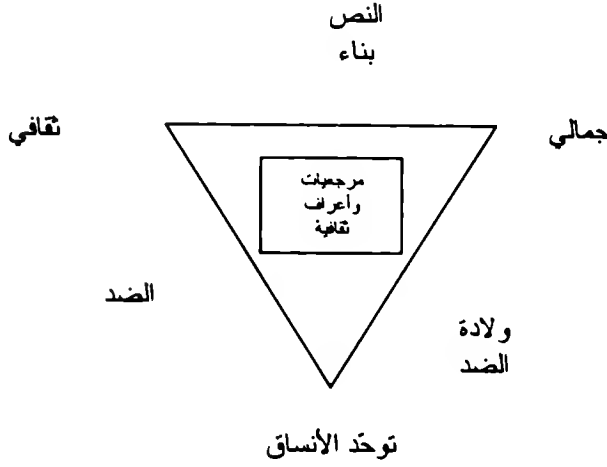 النص
بناء
جمالي
ثقافي
مرجعيات
وأعراف
ثقافية
ولادة
الضد
الضد
توحّد الأنساق